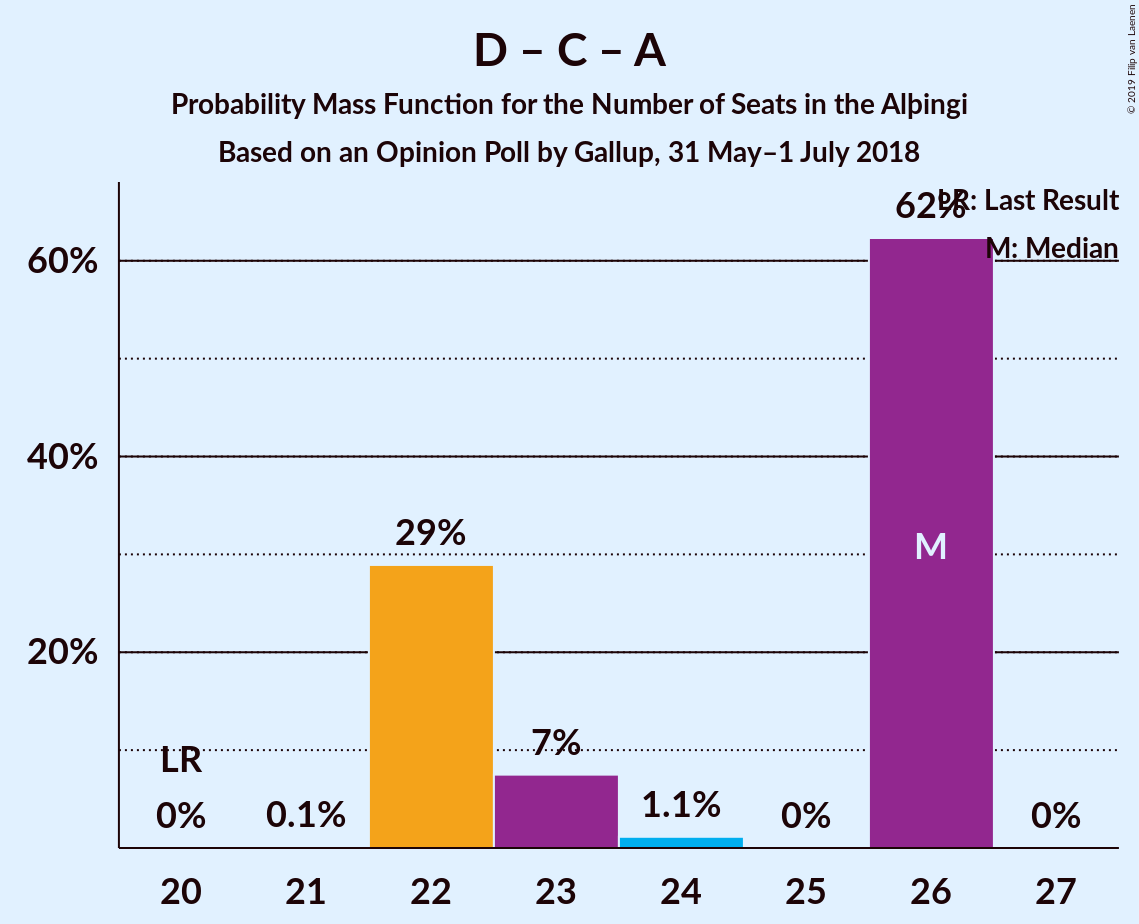 D – C – A
Probability Mass Function for the Number of Seats in the Alþingi
Based on an Opinion Poll by Gallup, 31 May–1 July 2018
© 2019 Filip van Laenen
LR: Last Result
M: Median
62%
60%
40%
20%
29%
M
7%
LR
0%
0.1%
1.1%
0%
0%
20 21 22 23 24 25 26 27